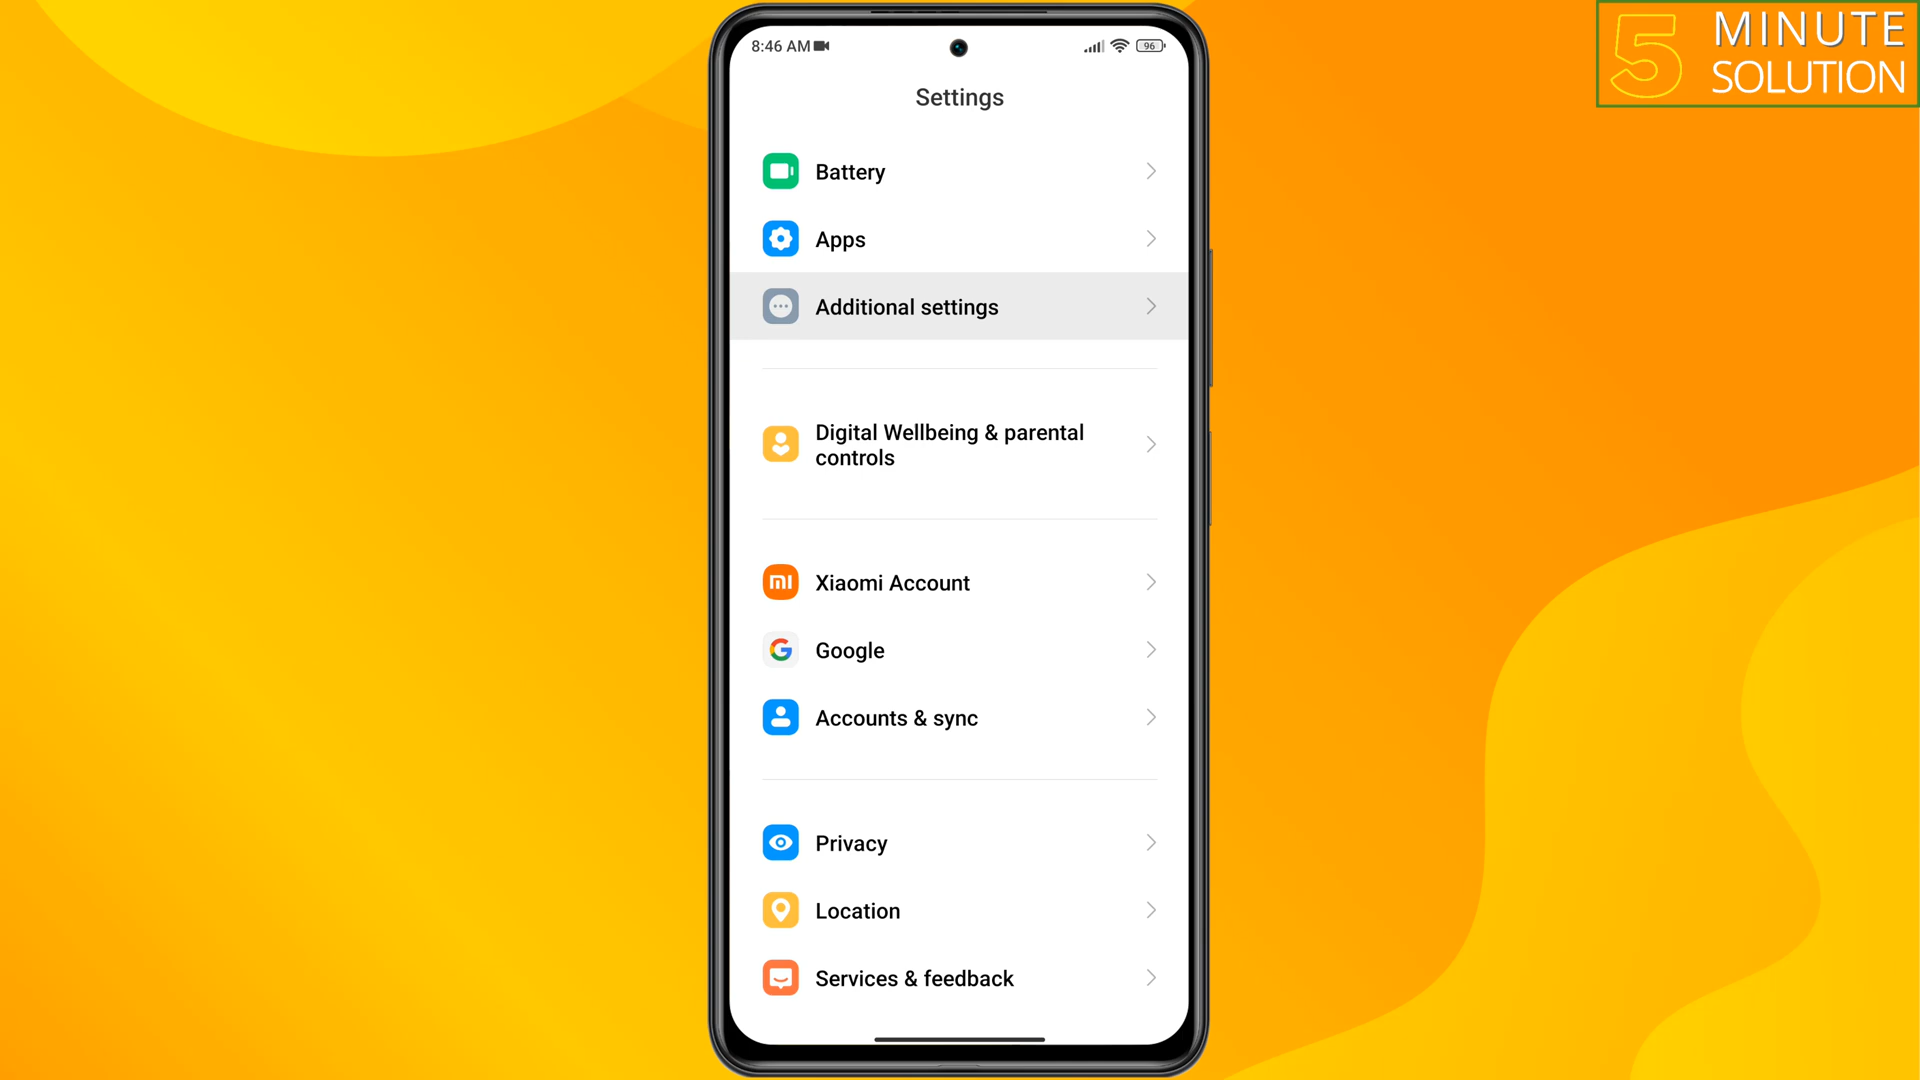 5 MINUTE
SOLUTION
8:46 AM
96
Settings
Battery
Apps
Additional settings
Digital Wellbeing & parental
controls
Xiaomi Account
Google
Accounts & sync
Privacy
Location
Services & feedback